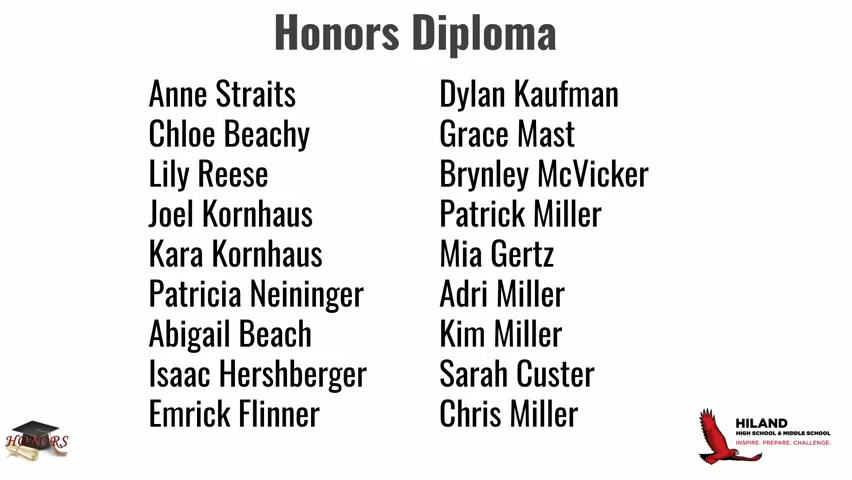 Honors Diploma
Anne Straits
Chloe Beachy
Lily Reese
Joel Kornhaus
Kara Kornhaus
Patricia Neininger
Abigail Beach
Isaac Hershberger
Emrick Flinner
Dylan Kaufman
Grace Mast
Brynley McVicker
Patrick Miller
Mia Gertz
Adri Miller
Kim Miller
Sarah Custer
Chris Miller
HONORS
HILAND
HIGH SCHOOL & MIDDLE SCHOOL
INSPIRE. PREPARE. CHALLENGE.